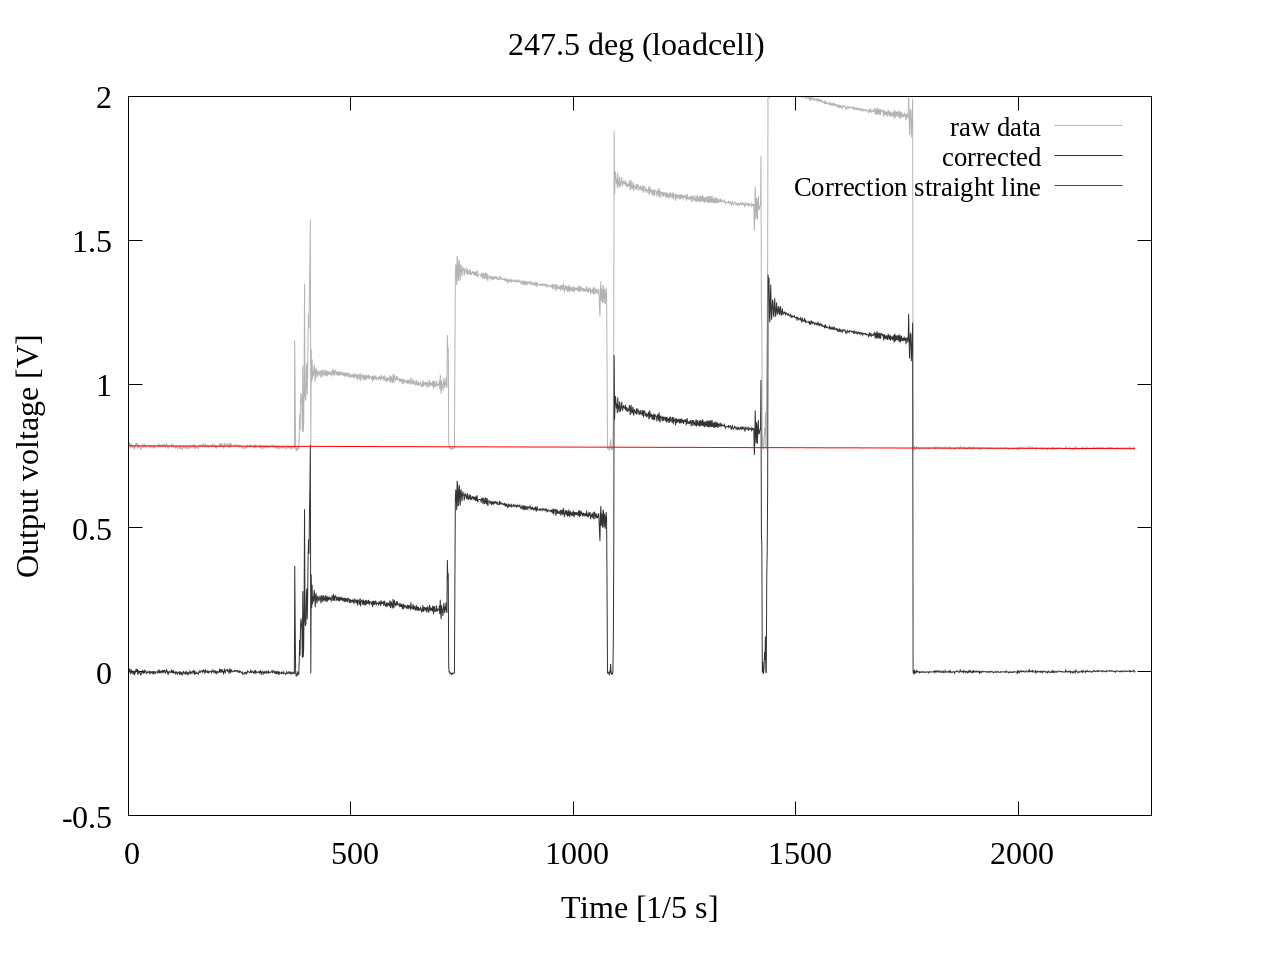 247.5 deg (loadcell)
2
raw data
corrected
Correction straight line
1.5
1
Output voltage [V]
0.5
0
-0.5
0 500 1000 1500 2000
Time [1/5 s]